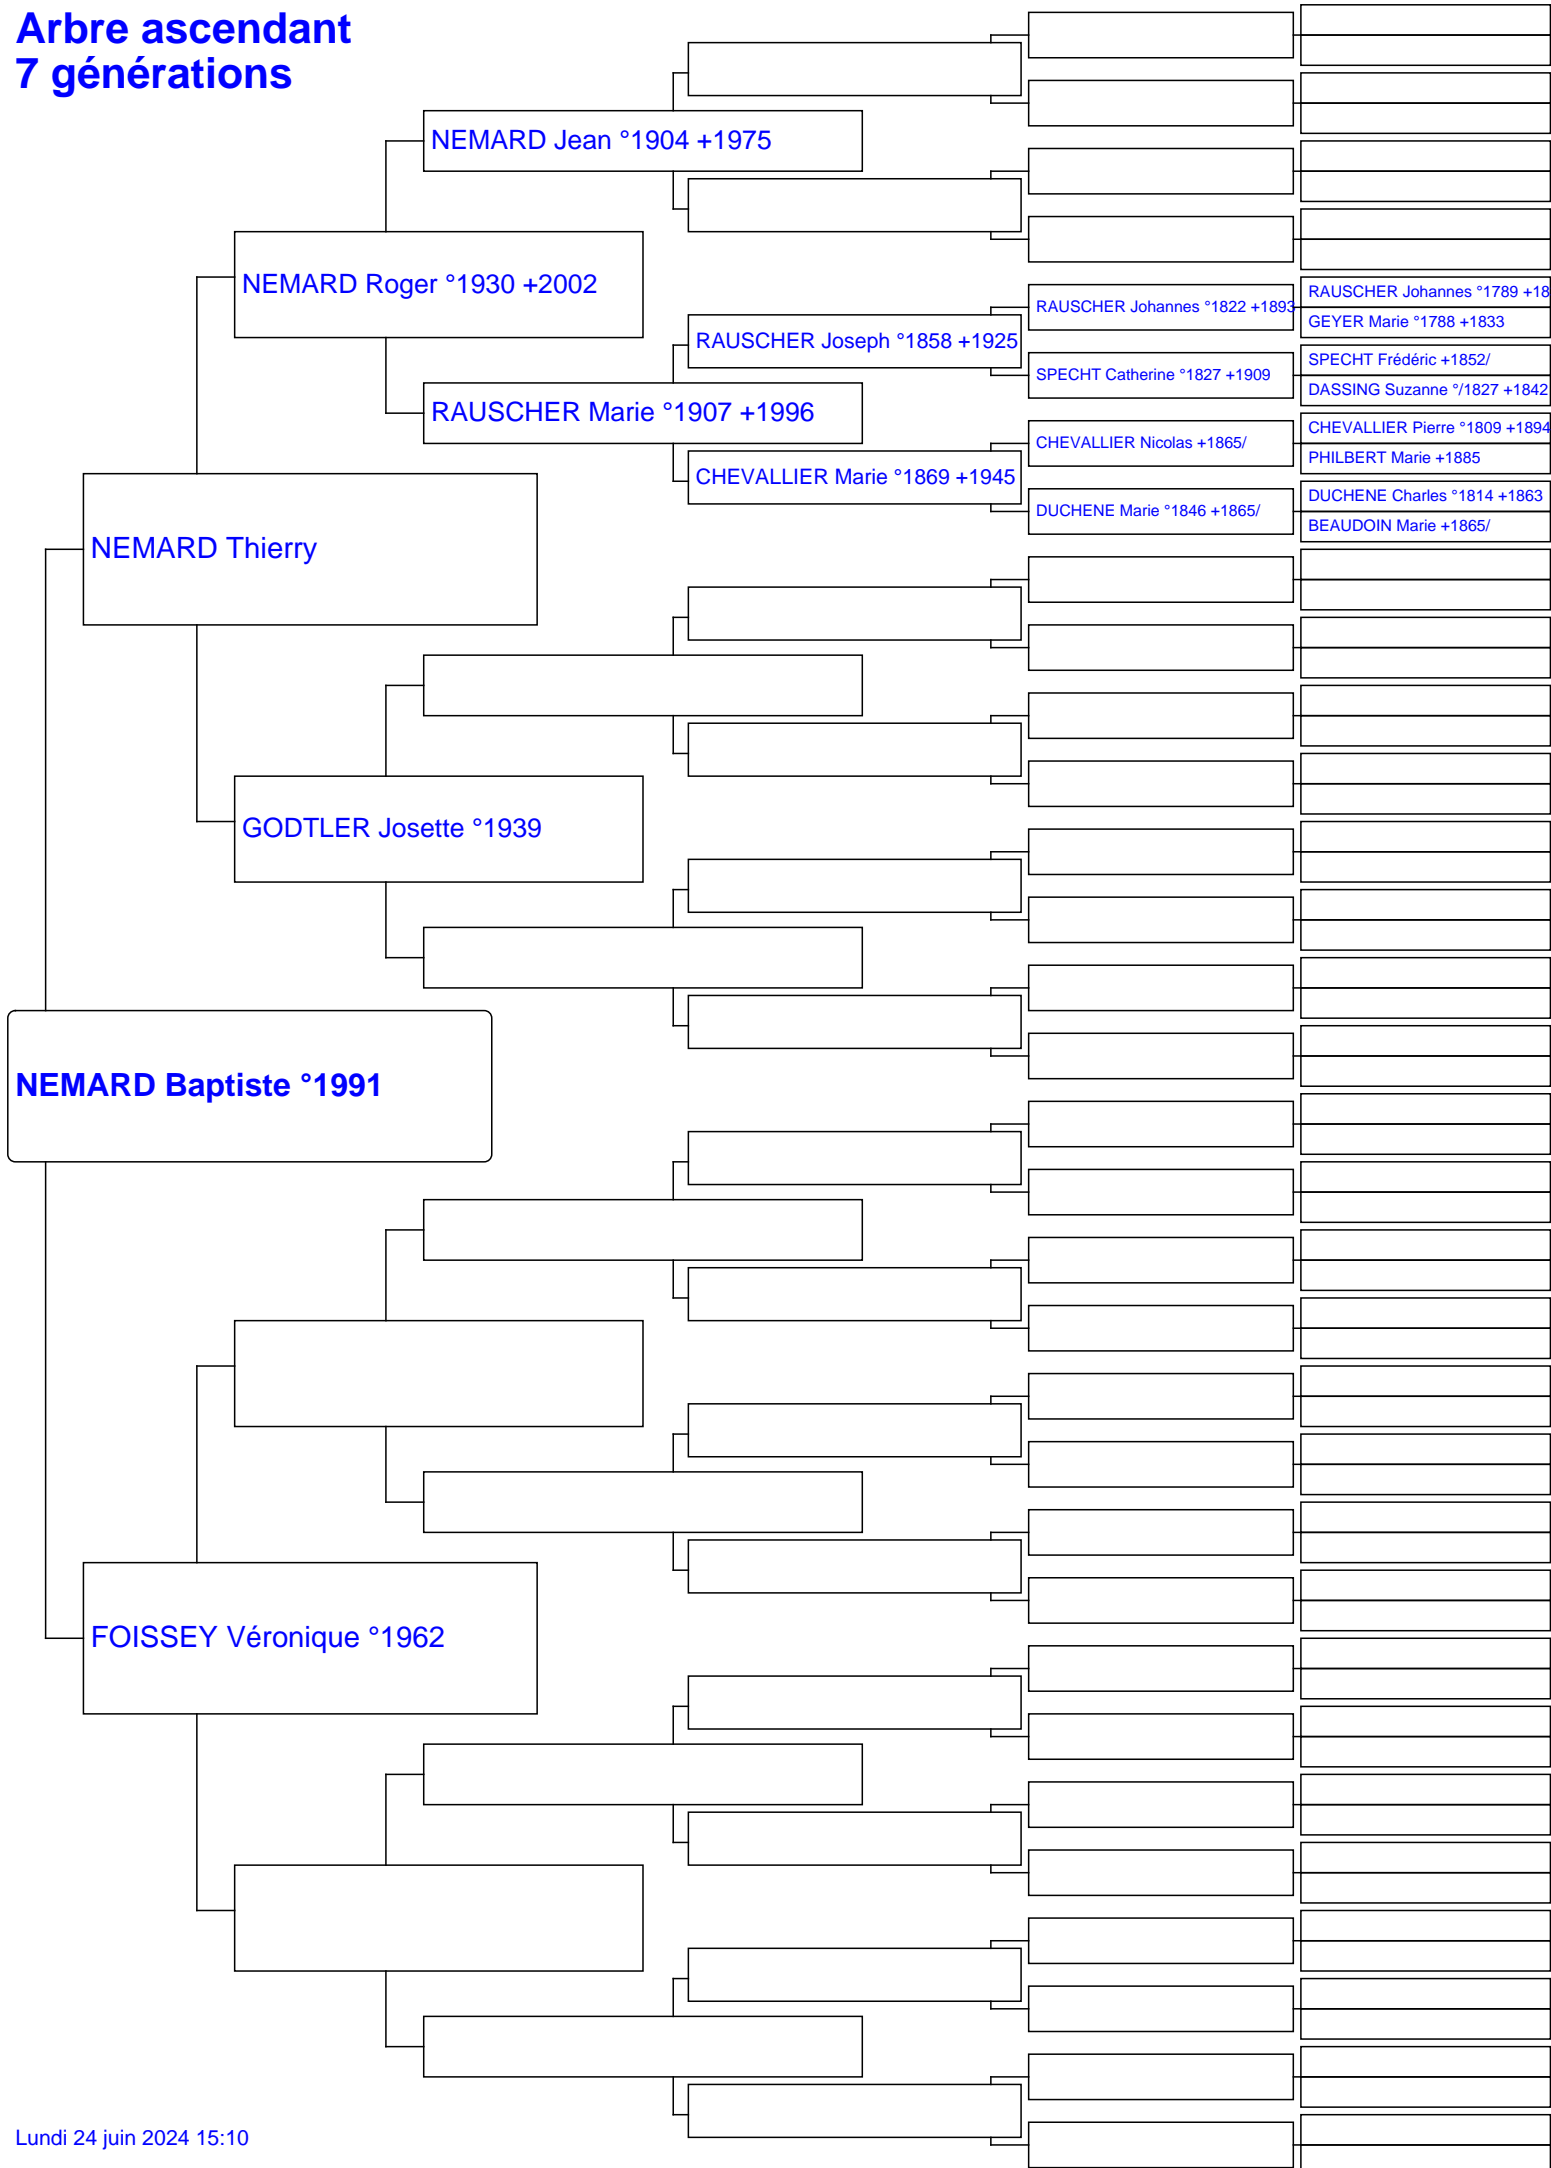 Arbre ascendant
7 générations
NEMARD Jean °1904 +1975
NEMARD Roger °1930 +2002
RAUSCHER Johannes °1789 +18
RAUSCHER Johannes °1822 +1893
GEYER Marie °1788 +1833
RAUSCHER Joseph °1858 +1925
SPECHT Frédéric +1852/
SPECHT Catherine °1827 +1909
DASSING Suzanne °/1827 +1842
RAUSCHER Marie °1907 +1996
CHEVALLIER Pierre °1809 +1894
CHEVALLIER Nicolas +1865/
PHILBERT Marie +1885
CHEVALLIER Marie °1869 +1945
DUCHENE Charles °1814 +1863
DUCHENE Marie °1846 +1865/
BEAUDOIN Marie +1865/
NEMARD Thierry
GODTLER Josette °1939
NEMARD Baptiste °1991
FOISSEY Véronique °1962
Lundi 24 juin 2024 15:10